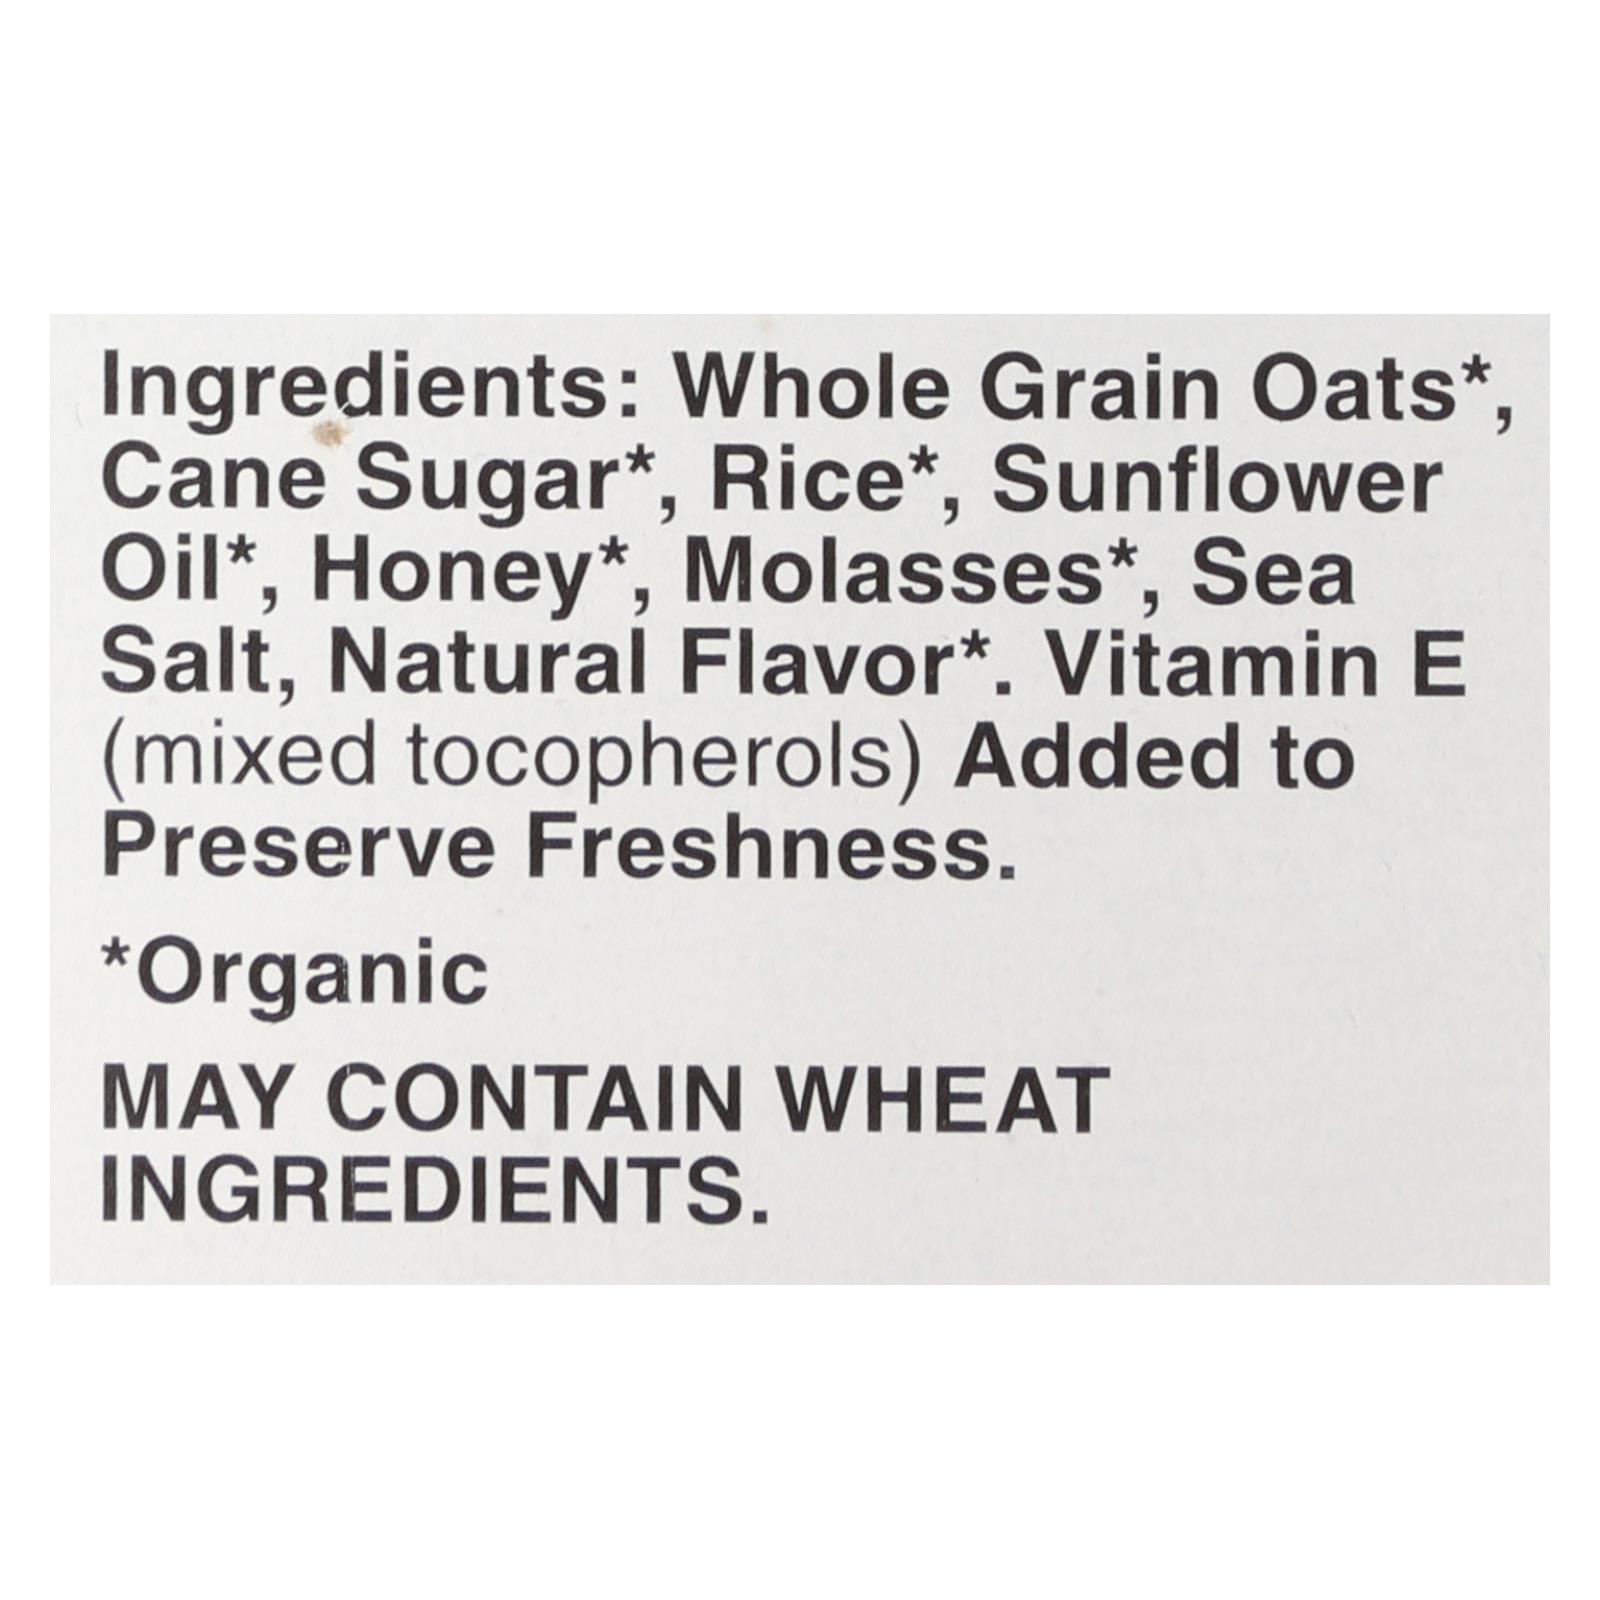 Ingredients: Whole Grain Oats*,
Cane Sugar*, Rice*, Sunflower
Oil*, Honey*, Molasses*, Sea
Salt, Natural Flavor*. Vitamin E
(mixed tocopherols) Added to
Preserve Freshness.
*Organic
MAY CONTAIN WHEAT
INGREDIENTS.